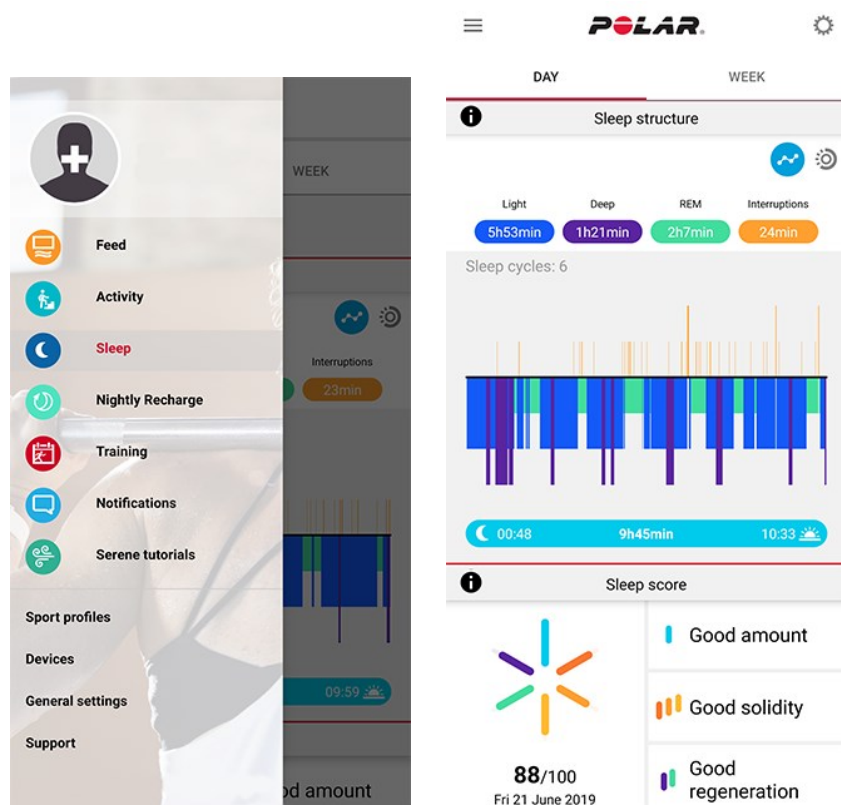 WEEK
Feed
Activity
Sleep
Nightly Recharge
Training
Notifications
Serene tutorials
Sport profiles
Devices
General settings
Support
Interruptions
23min
09:59
od amount
POLAR
DAY WEEK
Sleep structure
Light Deep REM Interruptions
5h53min 1h21min 2h7min 24min
Sleep cycles: 6
00:48 9h45min 10:33
Sleep score
Good amount
Good solidity
Good
regeneration
88/100
Fri 21 June 2019